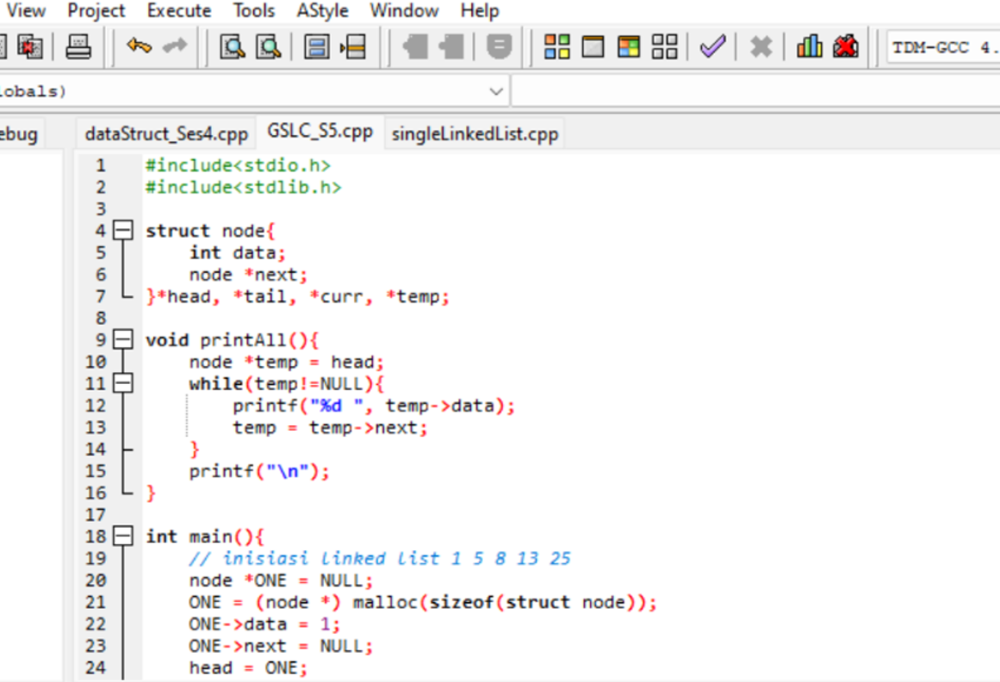 View Project Execute Tools AStyle Window Help
TDM-GCC 4.
lobals)
ebug dataStruct_Ses4.cpp GSLC_S5.cpp singleLinkedList.cpp
1 #include<stdio.h>
2 #include<stdlib.h>
3
4 struct node{
5 int data;
6 node *next;
7 }*head, *tail, *curr, *temp;
8
9 void printAll(){
10 node *temp = head;
11 while(temp!=NULL){
12 printf("%d ", temp->data);
13 temp = temp->next;
14 }
15 printf("\n");
16 }
17
18 int main(){
19 // inisiasi linked list 1 5 8 13 25
20 node *ONE = NULL;
21 ONE = (node *) malloc(sizeof(struct node));
22 ONE->data = 1;
23 ONE->next = NULL;
24 head = ONE;